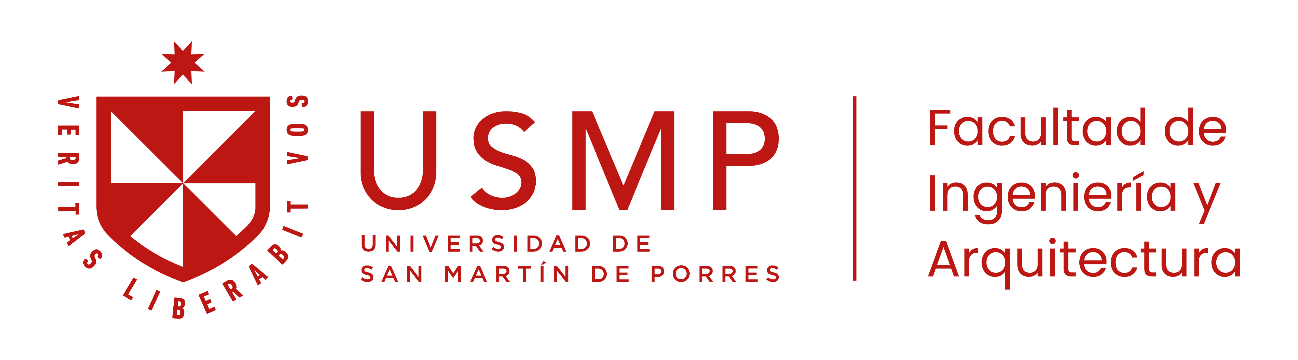 VERITAS LIBERABIT VOS
USMP
UNIVERSIDAD DE
SAN MARTÍN DE PORRES
Facultad de
Ingeniería y
Arquitectura